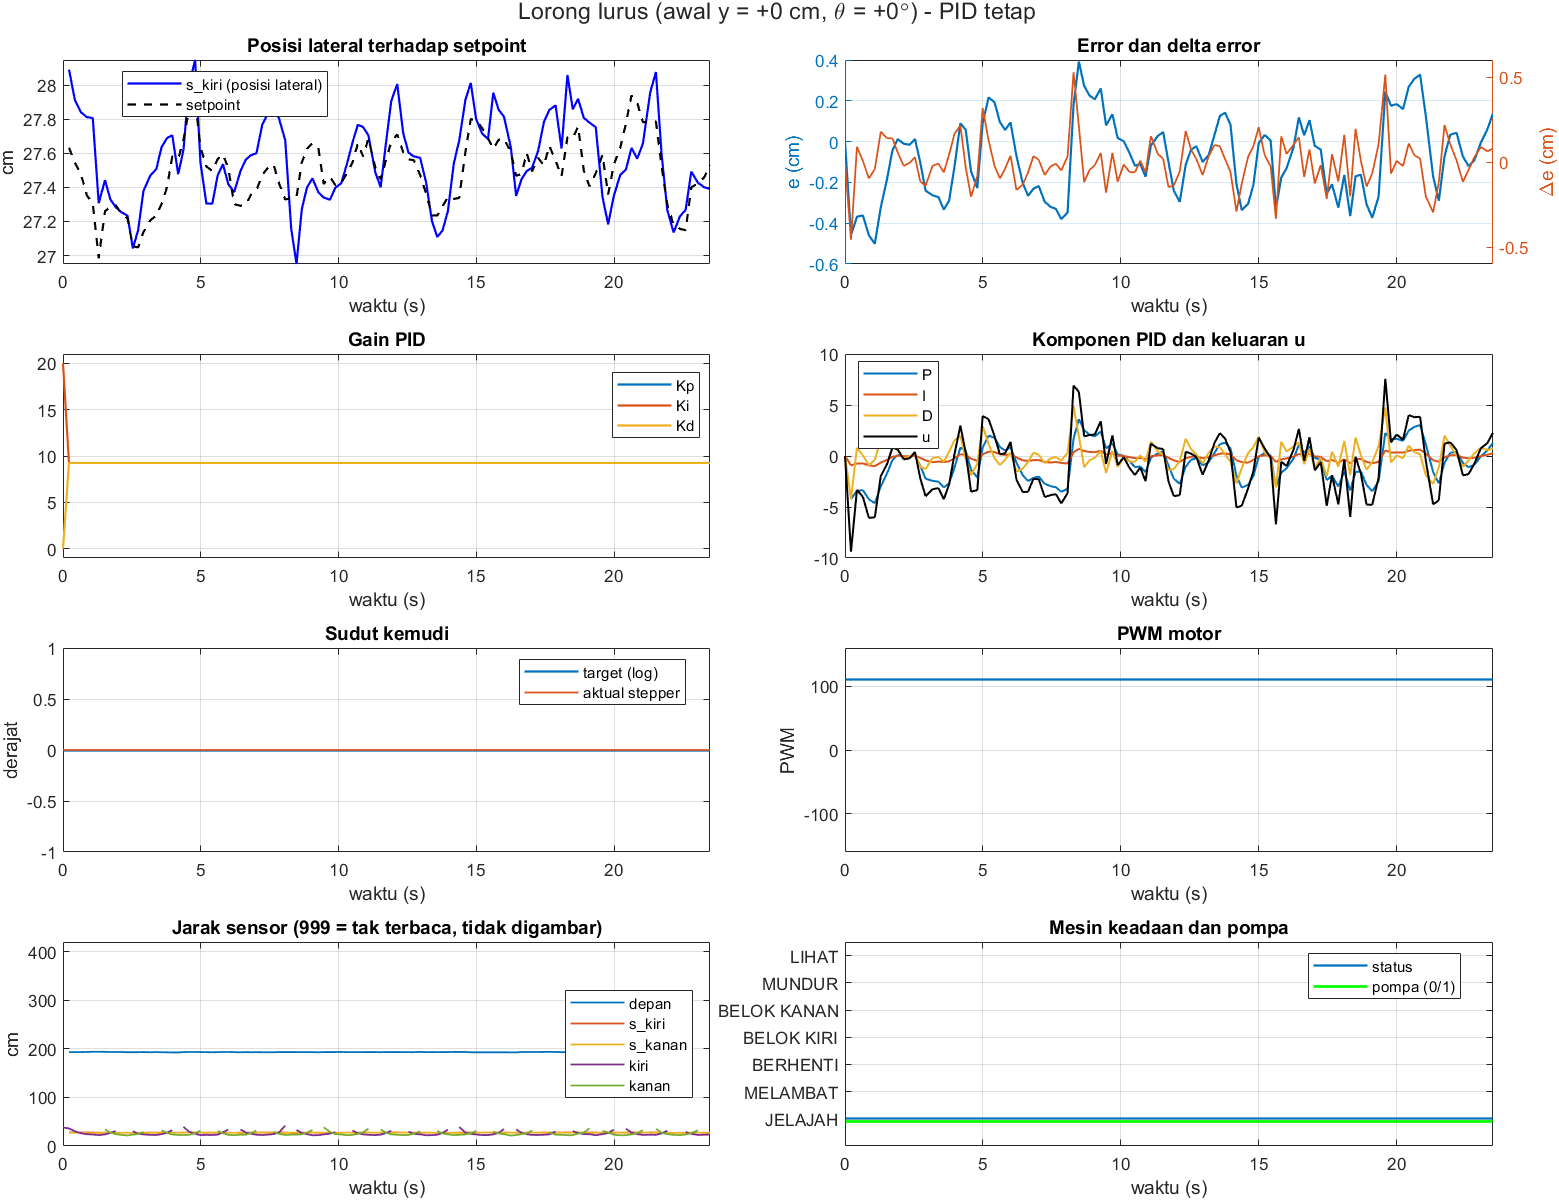 Lorong lurus (awal y = +0 cm, θ = +0°) - PID tetap
Posisi lateral terhadap setpoint
cm
28
27.8
27.6
27.4
27.2
27
s_kiri (posisi lateral)
setpoint
0 5 10 15 20
waktu (s)
Error dan delta error
e (cm)
0.4
0.2
0
-0.2
-0.4
-0.6
0.5
0
-0.5
Δe (cm)
0 5 10 15 20
waktu (s)
Gain PID
20
15
10
5
0
Kp
Ki
Kd
0 5 10 15 20
waktu (s)
Komponen PID dan keluaran u
10
5
0
-5
-10
P
I
D
u
0 5 10 15 20
waktu (s)
Sudut kemudi
derajat
1
0.5
0
-0.5
-1
target (log)
aktual stepper
0 5 10 15 20
waktu (s)
PWM motor
PWM
100
0
-100
0 5 10 15 20
waktu (s)
Jarak sensor (999 = tak terbaca, tidak digambar)
cm
400
300
200
100
0
depan
s_kiri
s_kanan
kiri
kanan
0 5 10 15 20
waktu (s)
Mesin keadaan dan pompa
LIHAT
MUNDUR
BELOK KANAN
BELOK KIRI
BERHENTI
MELAMBAT
JELAJAH
status
pompa (0/1)
0 5 10 15 20
waktu (s)